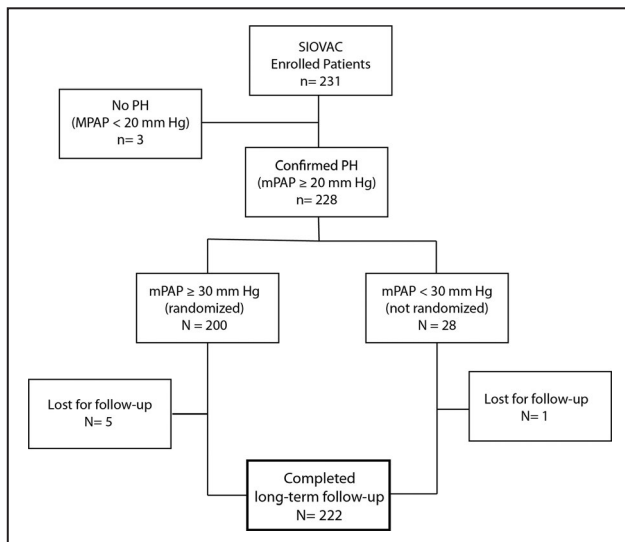 SIOVAC
Enrolled Patients
n= 231
No PH
(MPAP < 20 mm Hg)
n= 3
Confirmed PH
(mPAP ≥ 20 mm Hg)
n= 228
mPAP ≥ 30 mm Hg
(randomized)
N = 200
mPAP < 30 mm Hg
(not randomized)
N = 28
Lost for follow-up
N= 5
Lost for follow-up
N= 1
Completed
long-term follow-up
N= 222